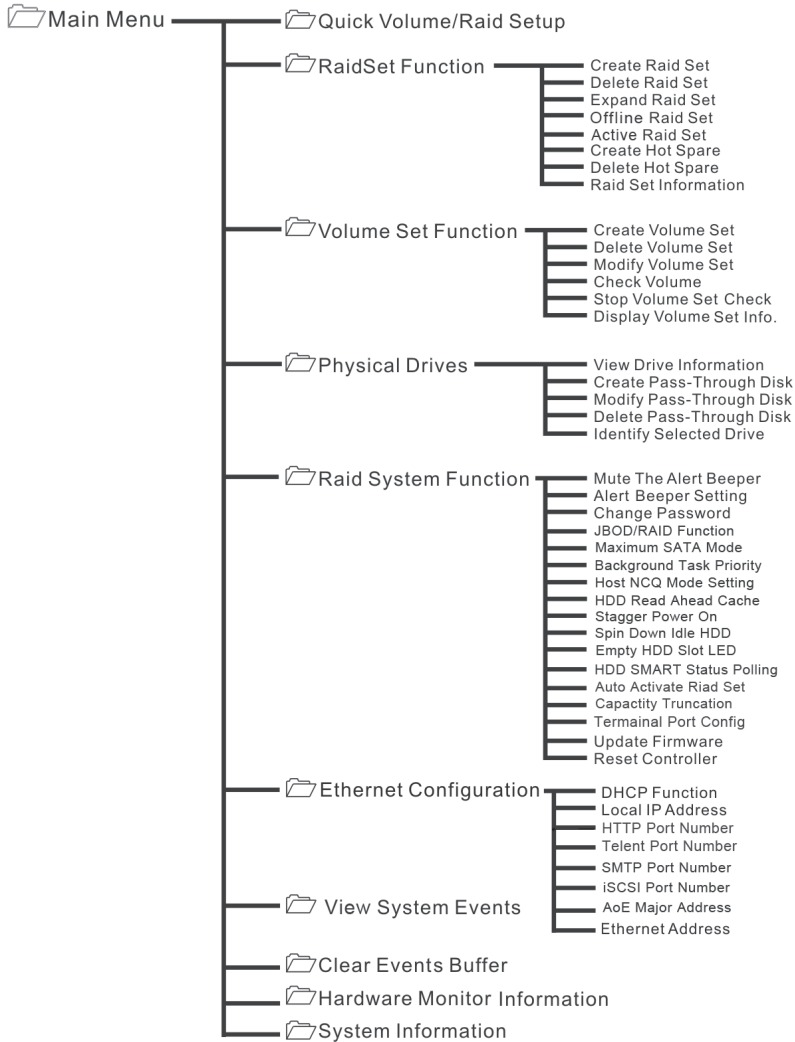 Main Menu
Quick Volume/Raid Setup
RaidSet Function
Create Raid Set
Delete Raid Set
Expand Raid Set
Offline Raid Set
Active Raid Set
Create Hot Spare
Delete Hot Spare
Raid Set Information
Volume Set Function
Create Volume Set
Delete Volume Set
Modify Volume Set
Check Volume
Stop Volume Set Check
Display Volume Set Info.
Physical Drives
View Drive Information
Create Pass-Through Disk
Modify Pass-Through Disk
Delete Pass-Through Disk
Identify Selected Drive
Raid System Function
Mute The Alert Beeper
Alert Beeper Setting
Change Password
JBOD/RAID Function
Maximum SATA Mode
Background Task Priority
Host NCQ Mode Setting
HDD Read Ahead Cache
Stagger Power On
Spin Down Idle HDD
Empty HDD Slot LED
HDD SMART Status Polling
Auto Activate Riad Set
Capactity Truncation
Termainal Port Config
Update Firmware
Reset Controller
Ethernet Configuration
DHCP Function
Local IP Address
HTTP Port Number
Telent Port Number
SMTP Port Number
iSCSI Port Number
AoE Major Address
Ethernet Address
View System Events
Clear Events Buffer
Hardware Monitor Information
System Information